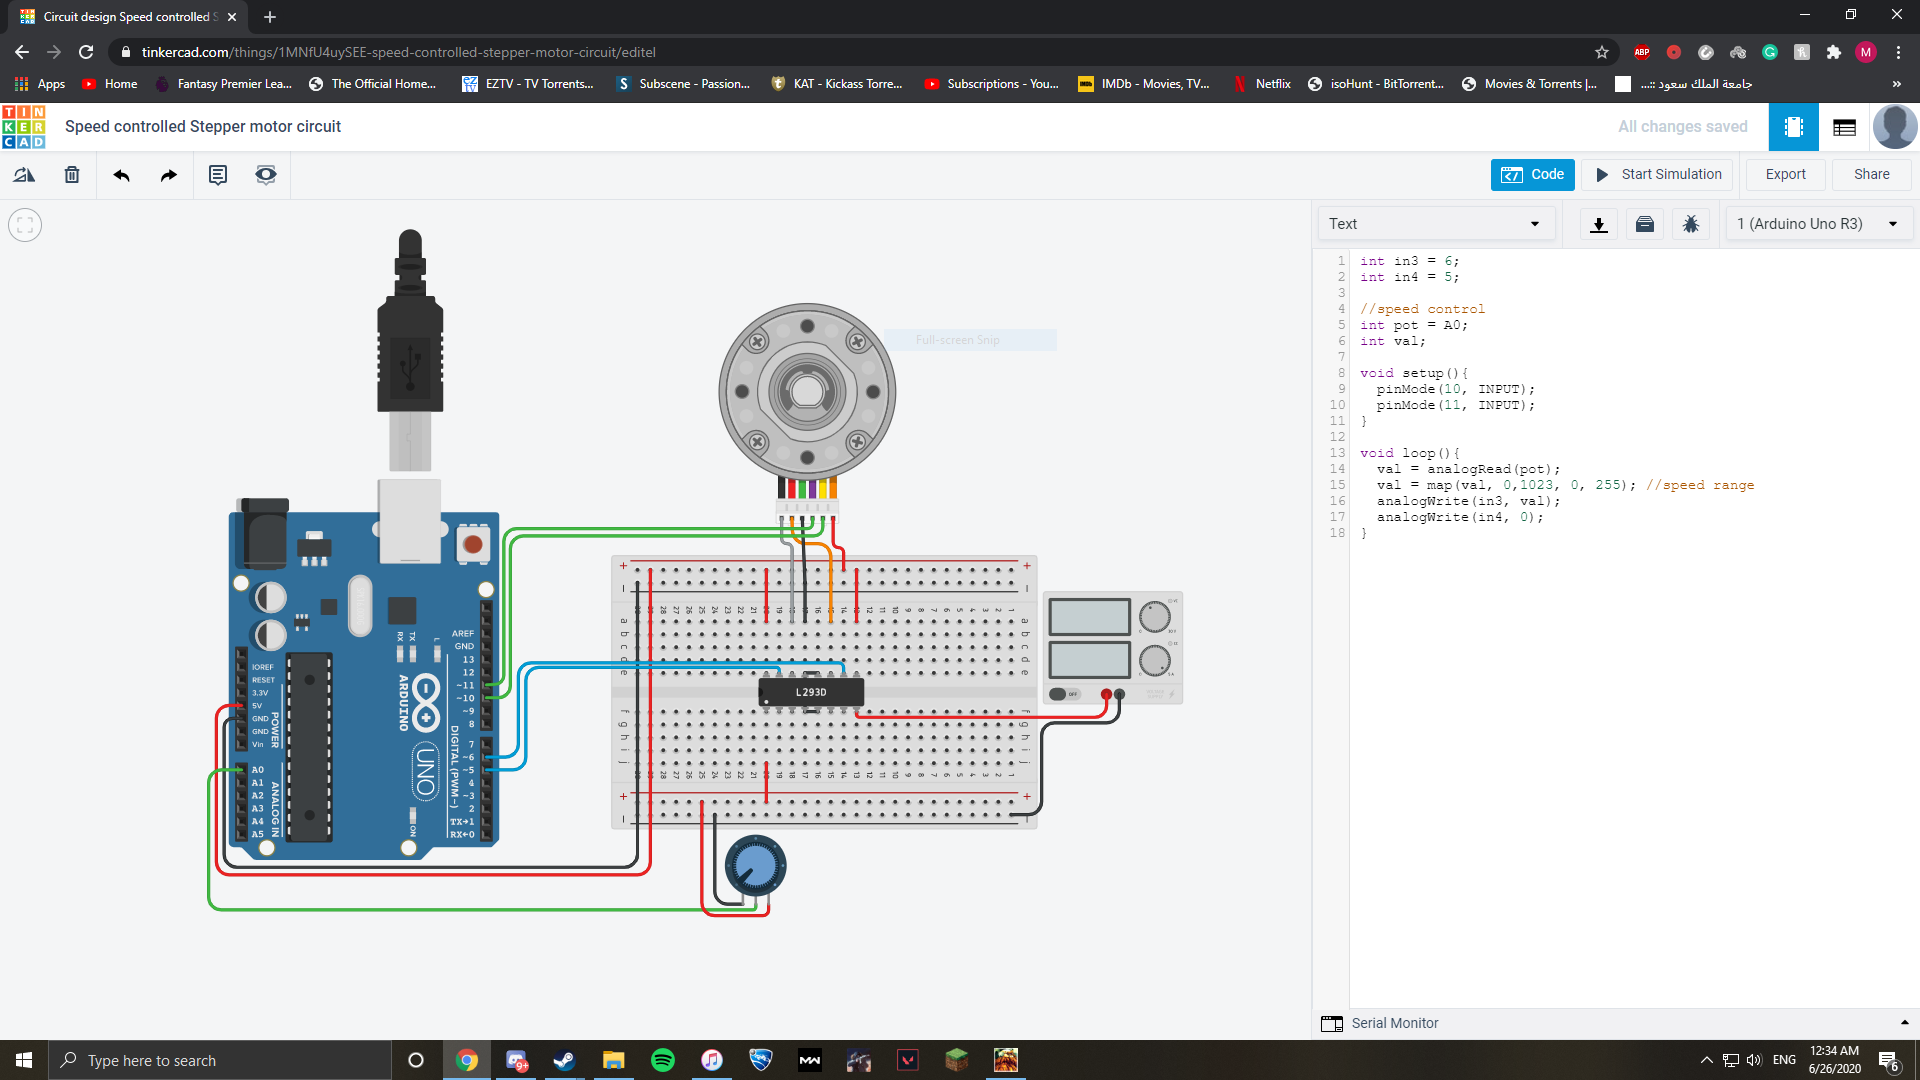 Circuit design Speed controlled S
tinkercad.com/things/1MNfU4uySEE-speed-controlled-stepper-motor-circuit/editel
ABP
M
Apps
Home
Fantasy Premier Lea...
The Official Home...
EZTV - TV Torrents...
Subscene - Passion...
KAT - Kickass Torre...
Subscriptions - You...
IMDb - Movies, TV...
Netflix
isoHunt - BitTorrent...
Movies & Torrents |...
جامعة الملك سعود ::...
»
TIN
KER
CAD
Speed controlled Stepper motor circuit
All changes saved
Code
Start Simulation
Export
Share
Text
1 (Arduino Uno R3)
1 int in3 = 6;
2 int in4 = 5;
3
4 //speed control
5 int pot = A0;
6 int val;
7
8 void setup(){
9 pinMode(10, INPUT);
10 pinMode(11, INPUT);
11 }
12
13 void loop(){
14 val = analogRead(pot);
15 val = map(val, 0,1023, 0, 255); //speed range
16 analogWrite(in3, val);
17 analogWrite(in4, 0);
18 }
Full-screen Snip
AREF
GND
13
12
~11
~10
~9
8
7
~6
~5
4
~3
2
TX→1
RX←0
DIGITAL (PWM~)
RX
TX
L
ARDUINO
UNO
ON
IOREF
RESET
3.3V
5V
GND
GND
Vin
POWER
A0
A1
A2
A3
A4
A5
ANALOG IN
L293D
OFF
Serial Monitor
Type here to search
9+
MW
ENG
12:34 AM
6/26/2020
6